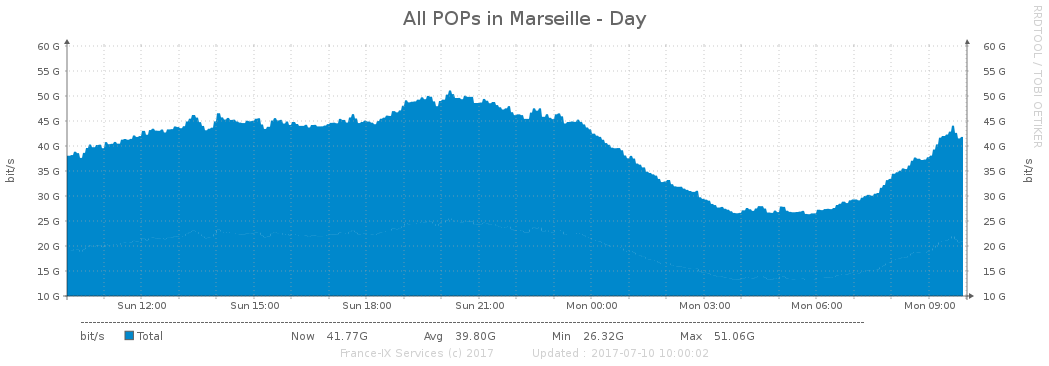 All POPs in Marseille - Day
RRDTOOL / TOBI OETIKER
60 G 60 G
55 G 55 G
50 G 50 G
45 G 45 G
40 G 40 G
35 G 35 G
30 G 30 G
25 G 25 G
20 G 20 G
15 G 15 G
10 G 10 G
bit/s
bit/s
Sun 12:00 Sun 15:00 Sun 18:00 Sun 21:00 Mon 00:00 Mon 03:00 Mon 06:00 Mon 09:00
bit/s Total Now 41.77G Avg 39.80G Min 26.32G Max 51.06G
France-IX Services (c) 2017 Updated : 2017-07-10 10:00:02